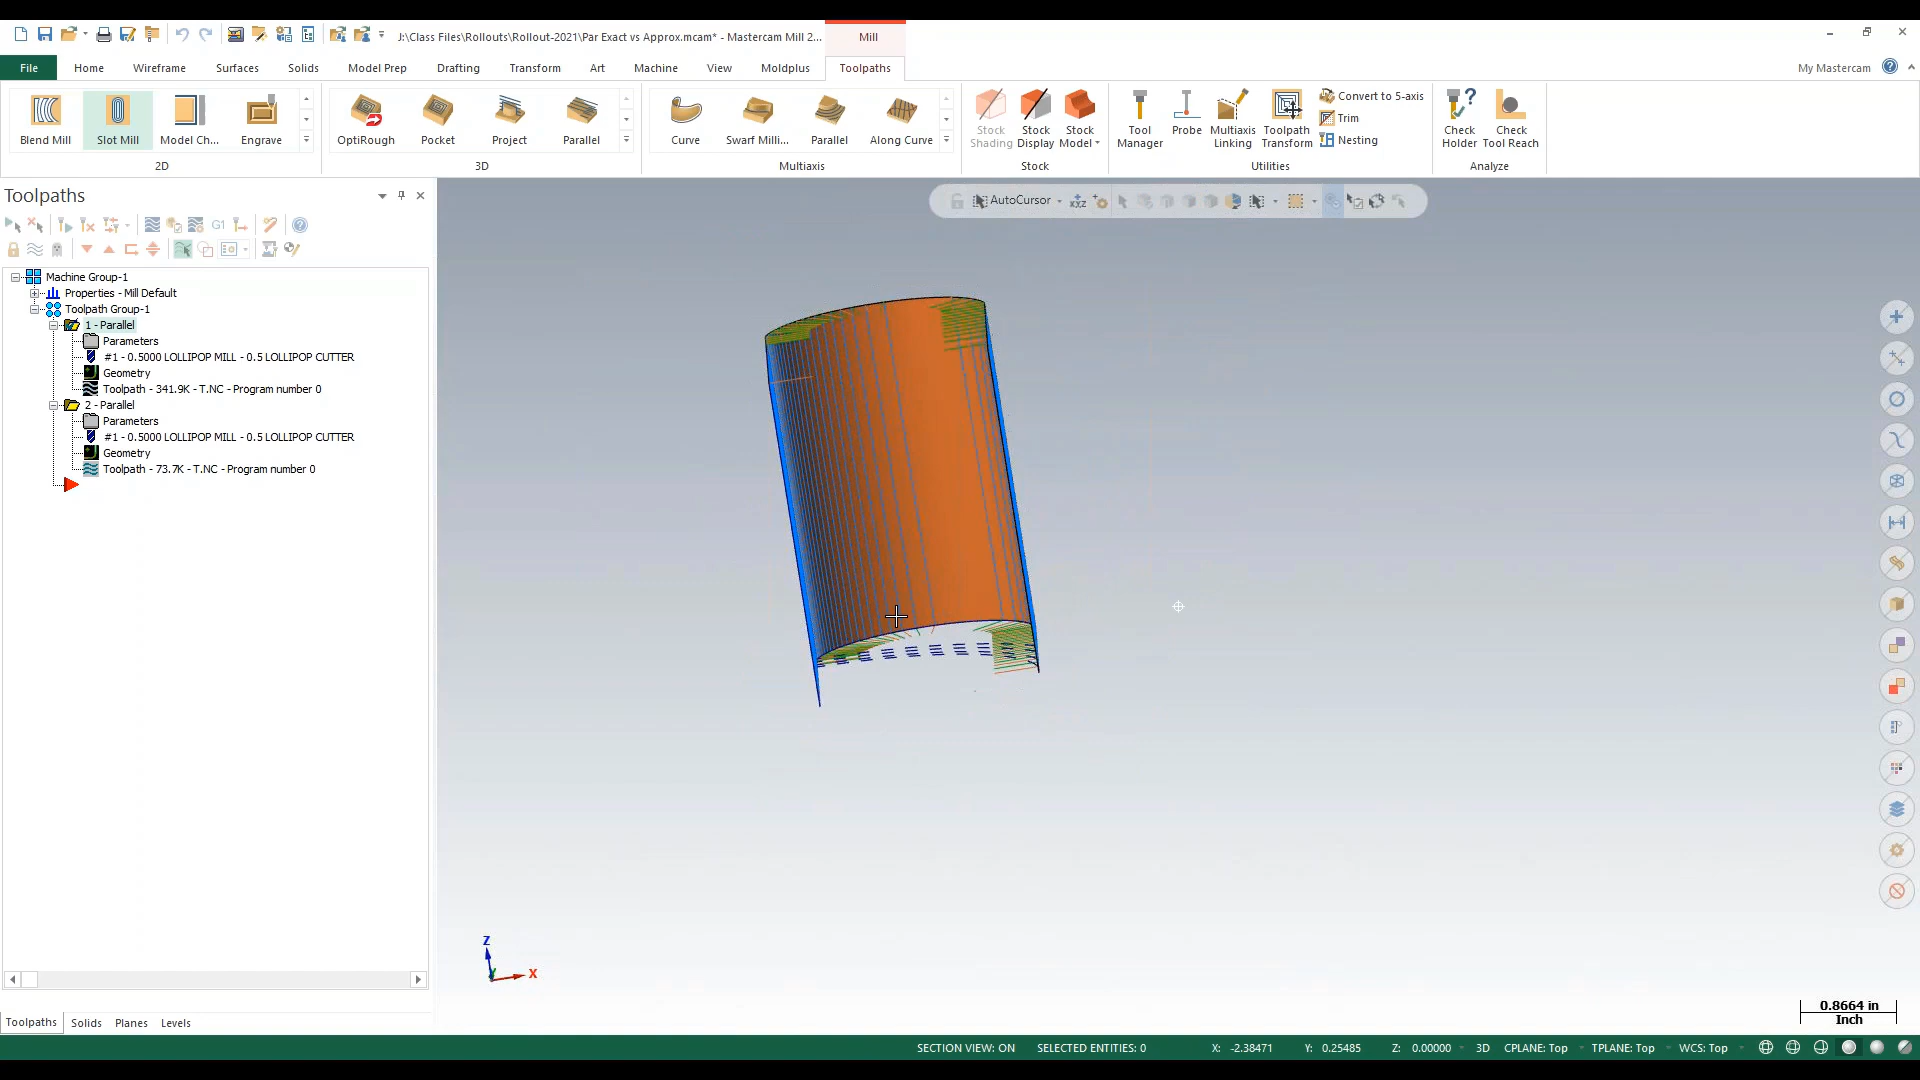 J:\Class Files\Rollouts\Rollout-2021\Par Exact vs Approx.mcam* - Mastercam Mill 2...
Mill
File Home Wireframe Surfaces Solids Model Prep Drafting Transform Art Machine View Moldplus Toolpaths My Mastercam
Blend Mill Slot Mill Model Ch... Engrave OptiRough Pocket Project Parallel Curve Swarf Milli... Parallel Along Curve
Stock Shading Stock Display Stock Model Tool Manager Probe Multiaxis Linking Toolpath Transform
Convert to 5-axis
Trim
Nesting
Check Holder Check Tool Reach
2D 3D Multiaxis Stock Utilities Analyze
Toolpaths
AutoCursor
XYZ
G1
Machine Group-1
Properties - Mill Default
Toolpath Group-1
1 - Parallel
Parameters
#1 - 0.5000 LOLLIPOP MILL - 0.5 LOLLIPOP CUTTER
Geometry
Toolpath - 341.9K - T.NC - Program number 0
2 - Parallel
Parameters
#1 - 0.5000 LOLLIPOP MILL - 0.5 LOLLIPOP CUTTER
Geometry
Toolpath - 73.7K - T.NC - Program number 0
Z
Y X
0.8664 in
Inch
Toolpaths Solids Planes Levels
SECTION VIEW: ON SELECTED ENTITIES: 0 X: -2.38471 Y: 0.25485 Z: 0.00000 3D CPLANE: Top TPLANE: Top WCS: Top